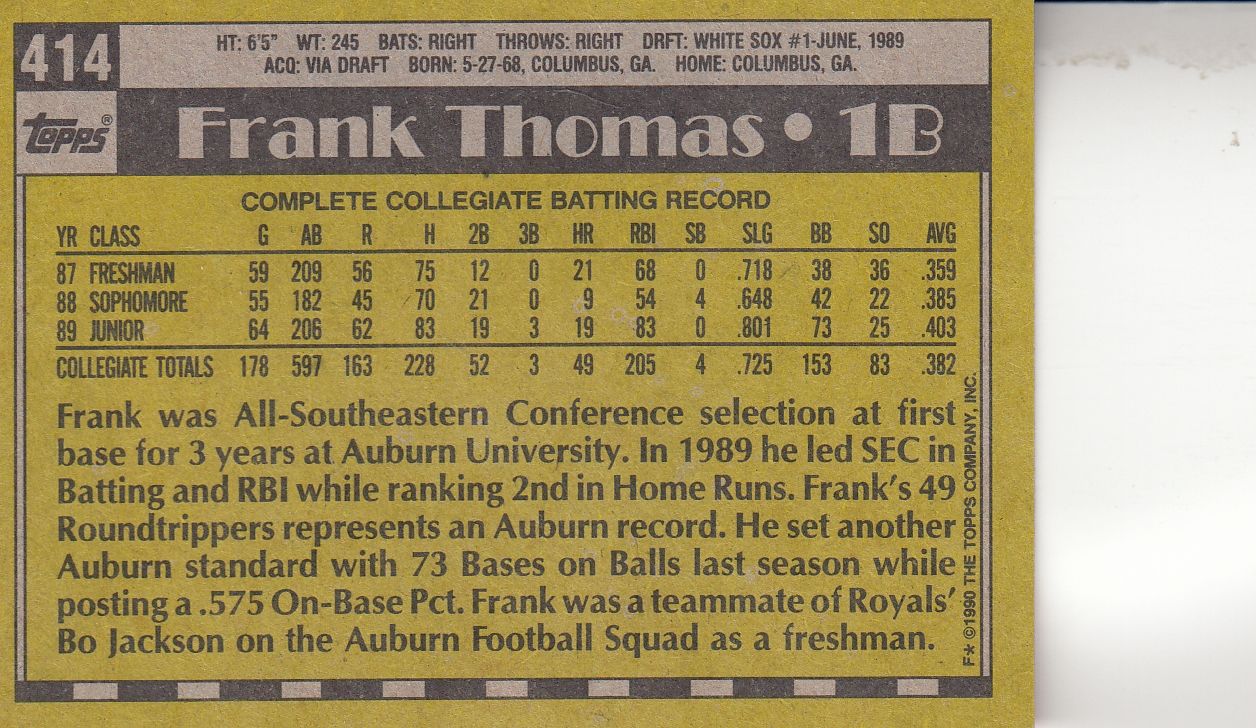 414
HT: 6'5" WT: 245 BATS: RIGHT THROWS: RIGHT DRFT: WHITE SOX #1-JUNE, 1989
ACQ: VIA DRAFT BORN: 5-27-68, COLUMBUS, GA. HOME: COLUMBUS, GA.
Topps®
Frank Thomas • 1B
COMPLETE COLLEGIATE BATTING RECORD
YR CLASS G AB R H 2B 3B HR RBI SB SLG BB SO AVG
87 FRESHMAN 59 209 56 75 12 0 21 68 0 .718 38 36 .359
88 SOPHOMORE 55 182 45 70 21 0 9 54 4 .648 42 22 .385
89 JUNIOR 64 206 62 83 19 3 19 83 0 .801 73 25 .403
COLLEGIATE TOTALS 178 597 163 228 52 3 49 205 4 .725 153 83 .382
Frank was All-Southeastern Conference selection at first
base for 3 years at Auburn University. In 1989 he led SEC in
Batting and RBI while ranking 2nd in Home Runs. Frank's 49
Roundtrippers represents an Auburn record. He set another
Auburn standard with 73 Bases on Balls last season while
posting a .575 On-Base Pct. Frank was a teammate of Royals'
Bo Jackson on the Auburn Football Squad as a freshman.
F* ©1990 THE TOPPS COMPANY, INC.